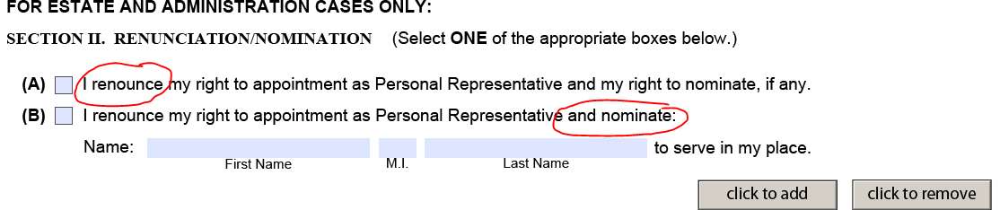 FOR ESTATE AND ADMINISTRATION CASES ONLY:
SECTION II. RENUNCIATION/NOMINATION (Select ONE of the appropriate boxes below.)
(A) I renounce my right to appointment as Personal Representative and my right to nominate, if any.
(B) I renounce my right to appointment as Personal Representative and nominate:
Name: to serve in my place.
First Name M.I. Last Name
click to add click to remove